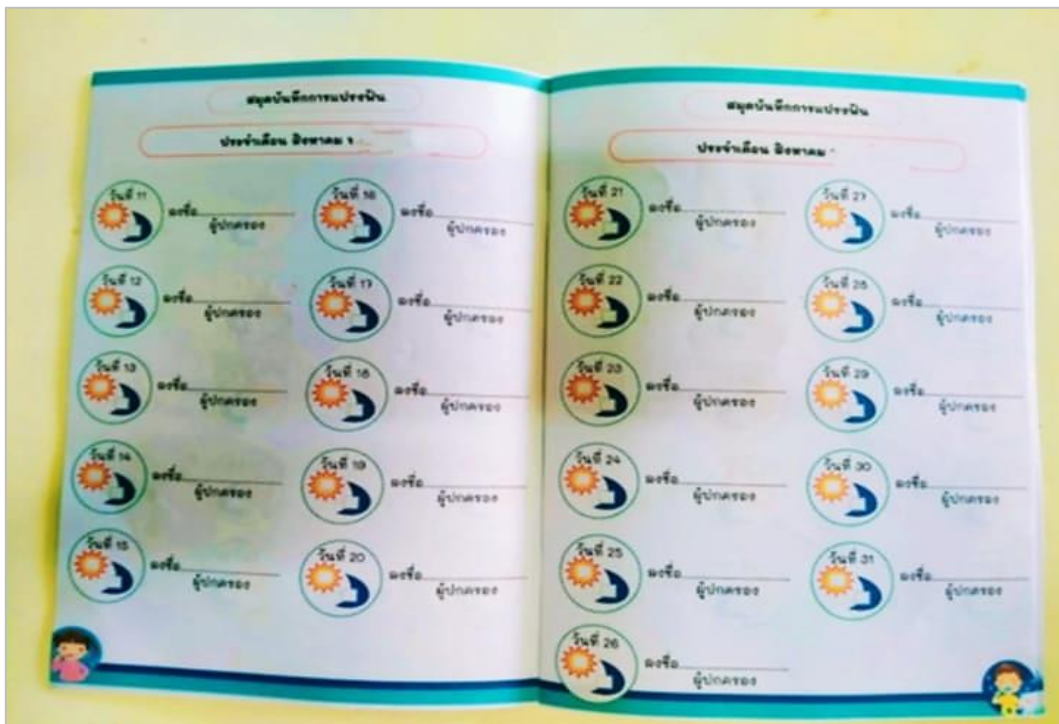 สมุดบันทึกการแปรงฟัน
ประจำเดือน สิงหาคม
วันที่ 11
ลงชื่อ
ผู้ปกครอง
วันที่ 12
ลงชื่อ
ผู้ปกครอง
วันที่ 13
ลงชื่อ
ผู้ปกครอง
วันที่ 14
ลงชื่อ
ผู้ปกครอง
วันที่ 15
ลงชื่อ
ผู้ปกครอง
วันที่ 16
ลงชื่อ
ผู้ปกครอง
วันที่ 17
ลงชื่อ
ผู้ปกครอง
วันที่ 18
ลงชื่อ
ผู้ปกครอง
วันที่ 19
ลงชื่อ
ผู้ปกครอง
วันที่ 20
ลงชื่อ
ผู้ปกครอง
สมุดบันทึกการแปรงฟัน
ประจำเดือน สิงหาคม
วันที่ 21
ลงชื่อ
ผู้ปกครอง
วันที่ 22
ลงชื่อ
ผู้ปกครอง
วันที่ 23
ลงชื่อ
ผู้ปกครอง
วันที่ 24
ลงชื่อ
ผู้ปกครอง
วันที่ 25
ลงชื่อ
ผู้ปกครอง
วันที่ 26
ลงชื่อ
ผู้ปกครอง
วันที่ 27
ลงชื่อ
ผู้ปกครอง
วันที่ 28
ลงชื่อ
ผู้ปกครอง
วันที่ 29
ลงชื่อ
ผู้ปกครอง
วันที่ 30
ลงชื่อ
ผู้ปกครอง
วันที่ 31
ลงชื่อ
ผู้ปกครอง